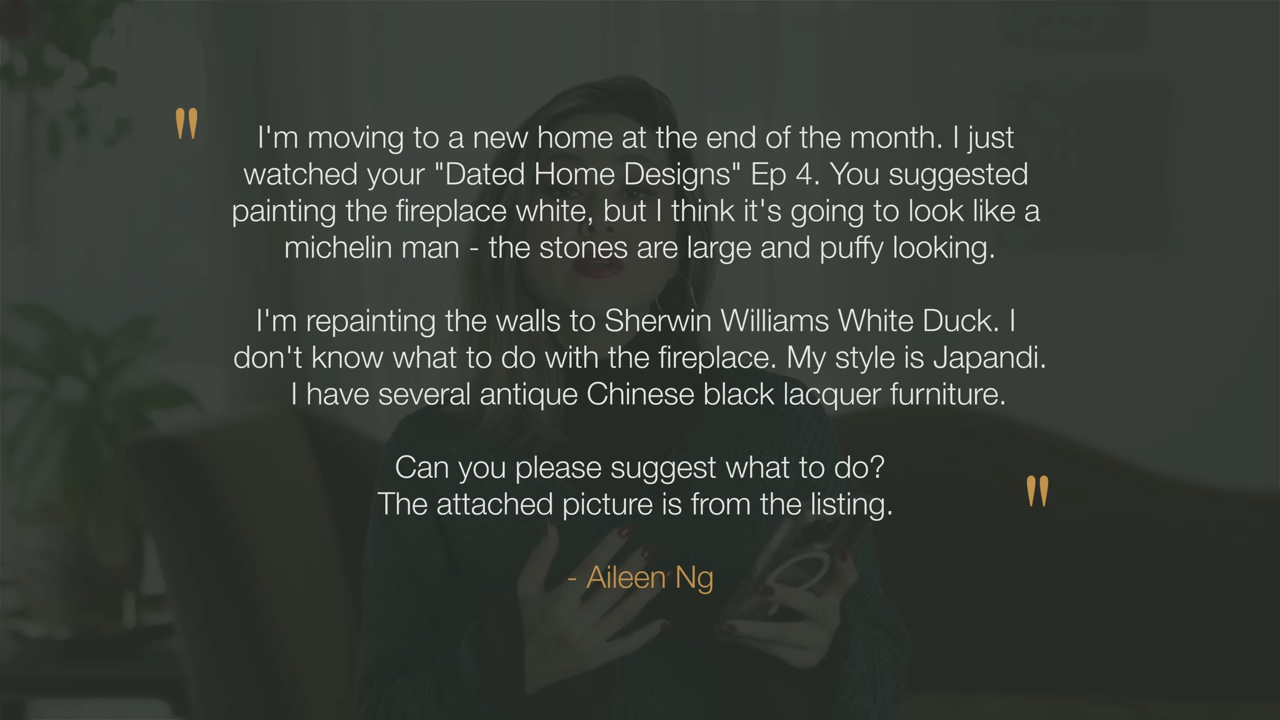 "
I'm moving to a new home at the end of the month. I just
watched your "Dated Home Designs" Ep 4. You suggested
painting the fireplace white, but I think it's going to look like a
michelin man - the stones are large and puffy looking.
I'm repainting the walls to Sherwin Williams White Duck. I
don't know what to do with the fireplace. My style is Japandi.
I have several antique Chinese black lacquer furniture.
Can you please suggest what to do?
The attached picture is from the listing.
"
- Aileen Ng